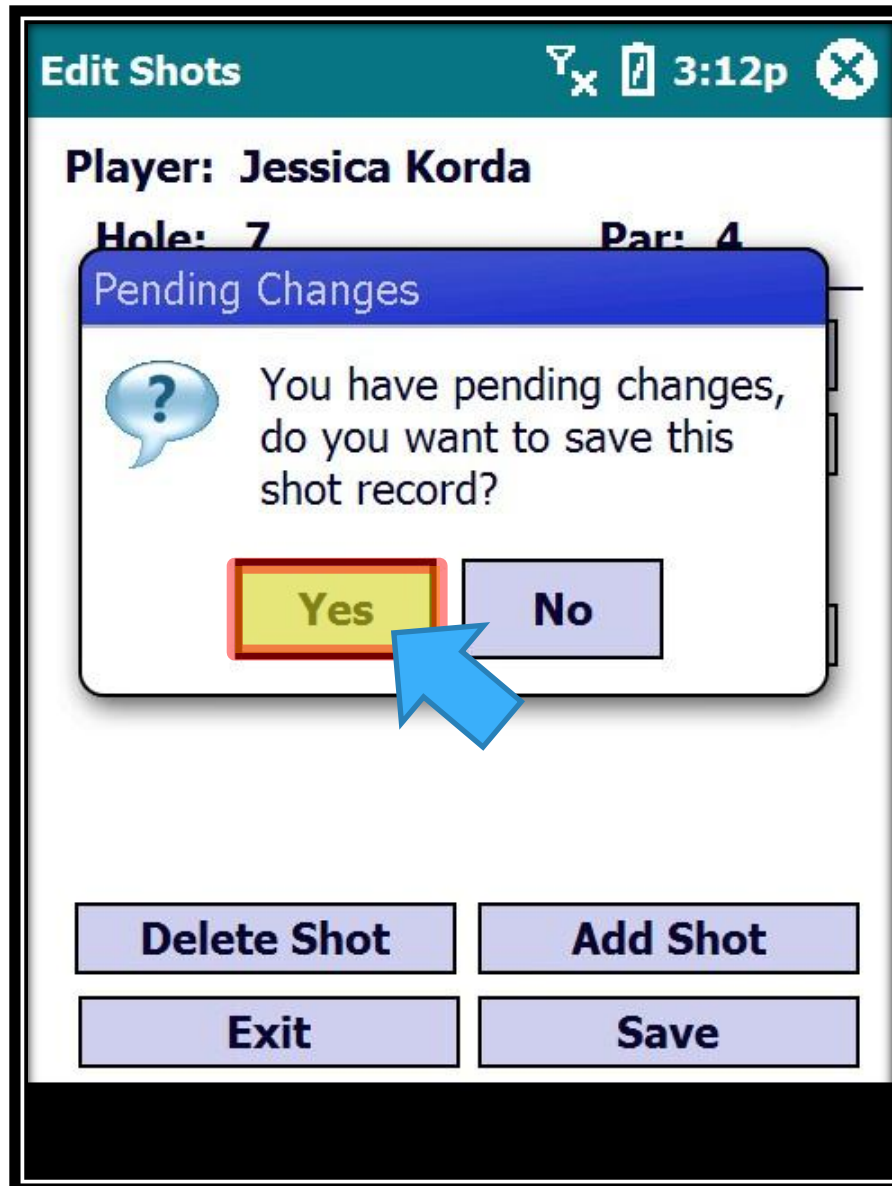 Edit Shots 3:12p
Player: Jessica Korda
Hole: 7 Par: 4
Pending Changes
?
You have pending changes,
do you want to save this
shot record?
Yes No
Delete Shot Add Shot
Exit Save